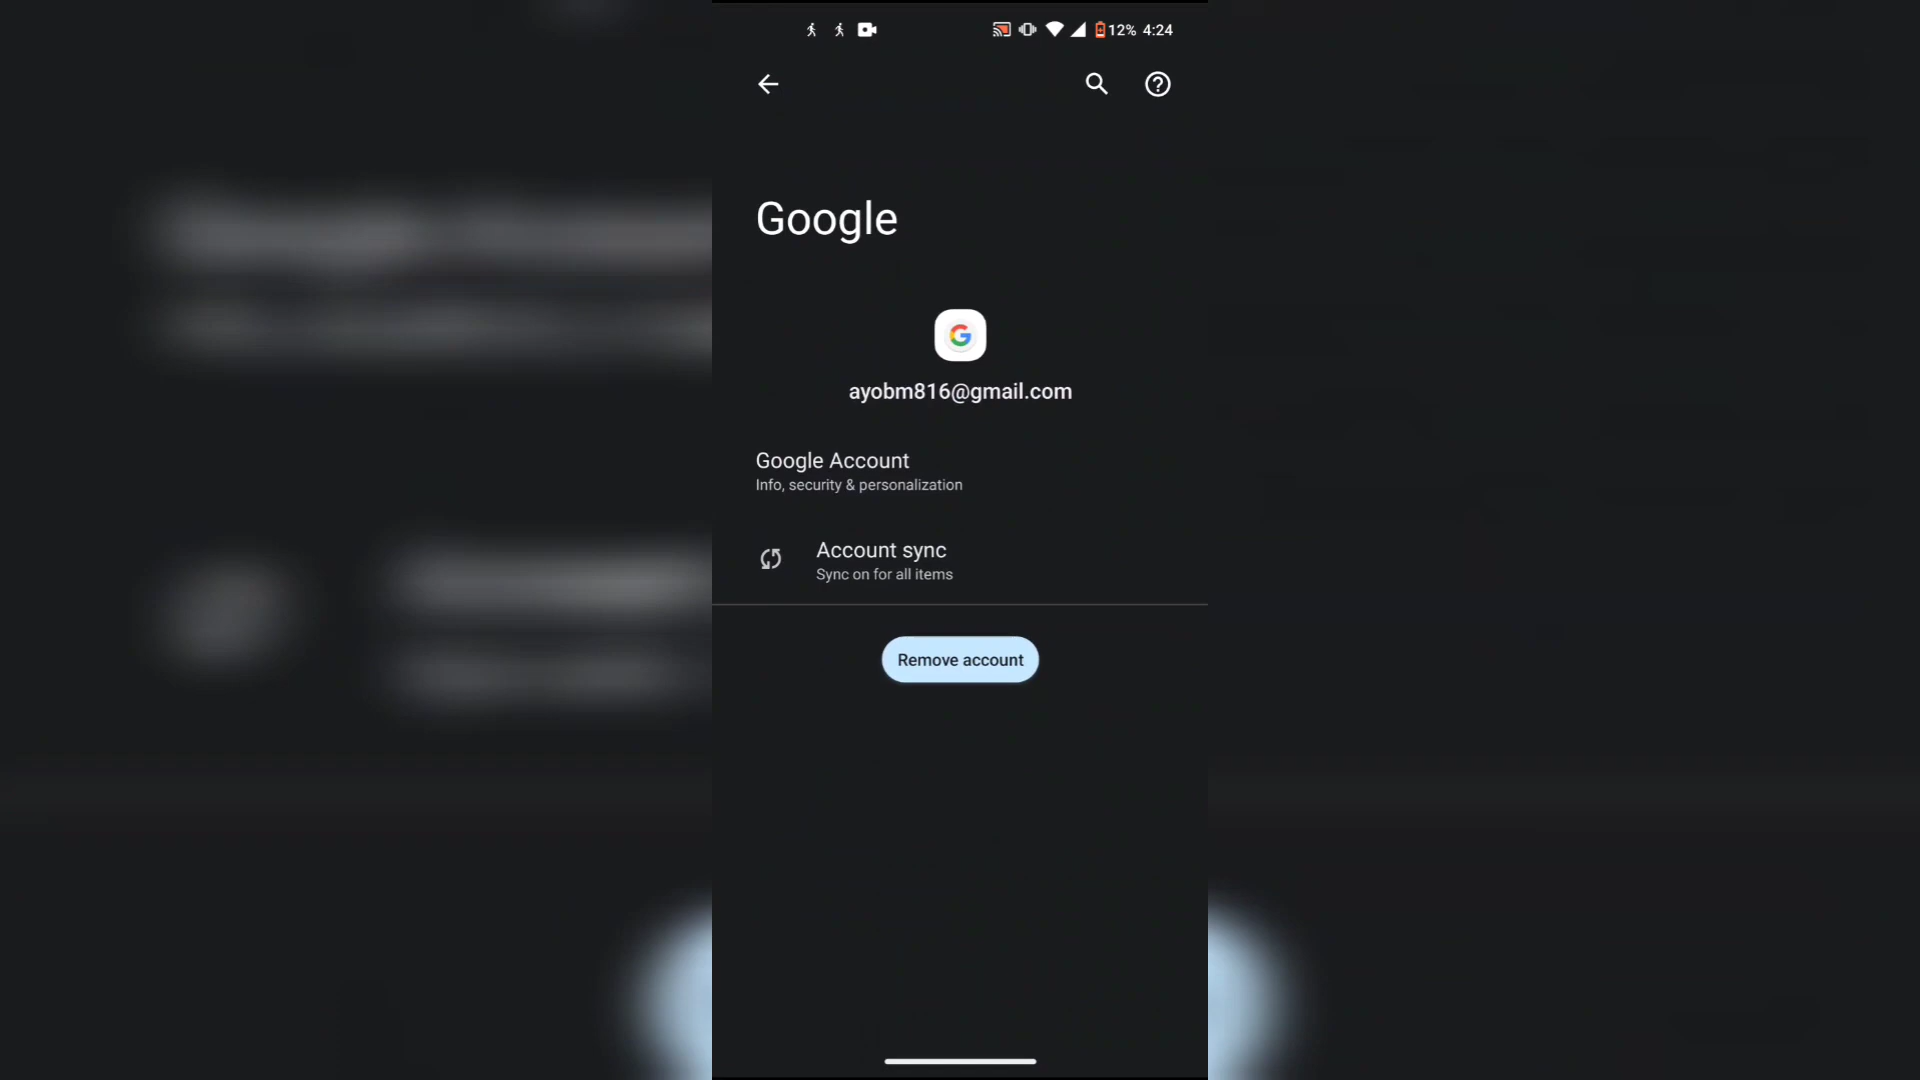 12% 4:24
Google
ayobm816@gmail.com
Google Account
Info, security & personalization
Account sync
Sync on for all items
Remove account